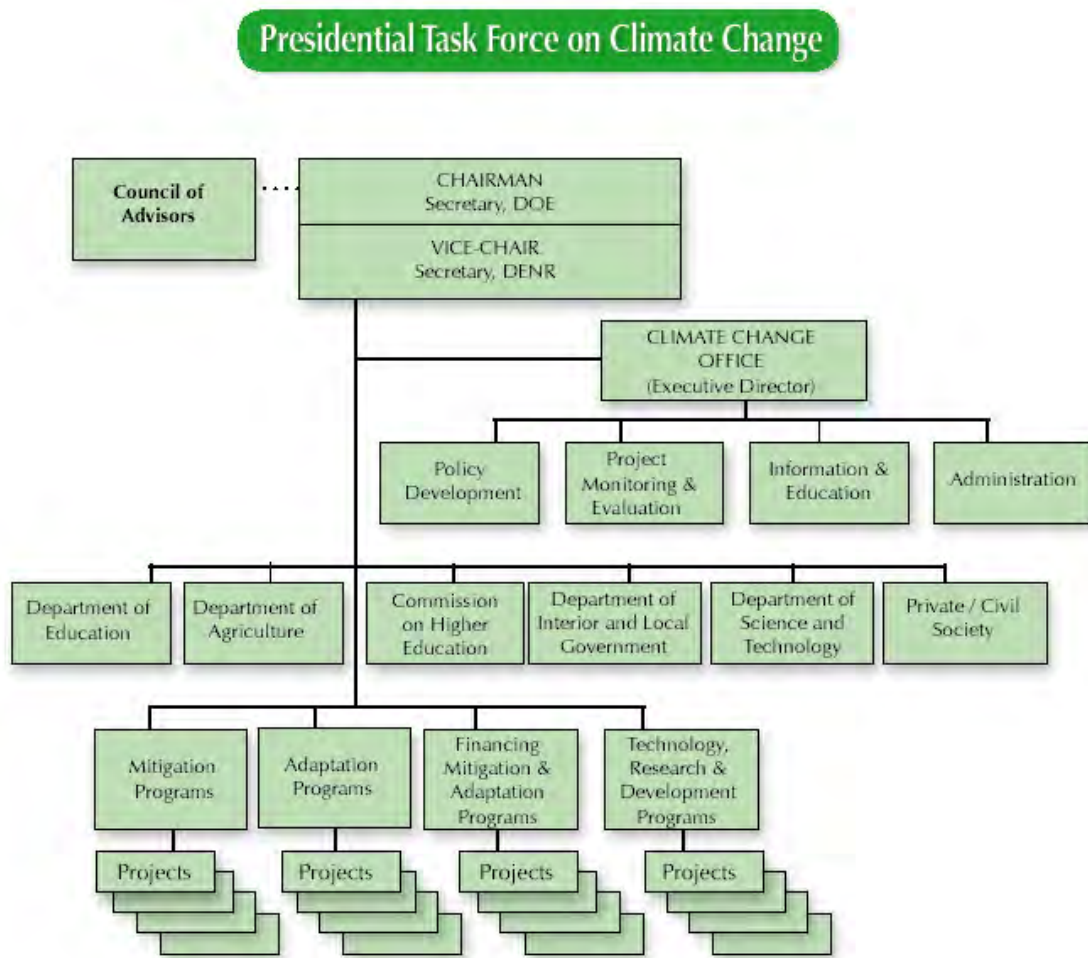 Presidential Task Force on Climate Change
Council of
Advisors
CHAIRMAN
Secretary, DOE
VICE-CHAIR
Secretary, DENR
CLIMATE CHANGE
OFFICE
(Executive Director)
Policy
Development
Project
Monitoring &
Evaluation
Information &
Education
Administration
Department of
Education
Department of
Agriculture
Commission
on Higher
Education
Department of
Interior and Local
Government
Department of
Science and
Technology
Private / Civil
Society
Mitigation
Programs
Adaptation
Programs
Financing
Mitigation &
Adaptation
Programs
Technology,
Research &
Development
Programs
Projects
Projects
Projects
Projects